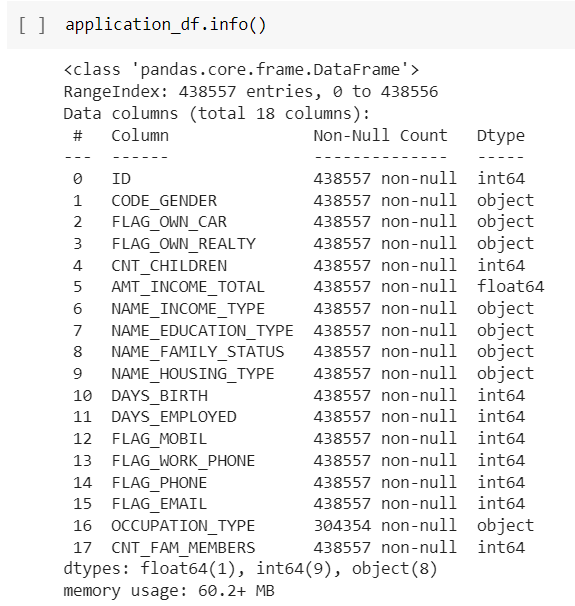 [ ] application_df.info()
<class 'pandas.core.frame.DataFrame'>
RangeIndex: 438557 entries, 0 to 438556
Data columns (total 18 columns):
 #   Column               Non-Null Count   Dtype
---  ------               --------------   -----
 0   ID                   438557 non-null  int64
 1   CODE_GENDER          438557 non-null  object
 2   FLAG_OWN_CAR         438557 non-null  object
 3   FLAG_OWN_REALTY      438557 non-null  object
 4   CNT_CHILDREN         438557 non-null  int64
 5   AMT_INCOME_TOTAL     438557 non-null  float64
 6   NAME_INCOME_TYPE     438557 non-null  object
 7   NAME_EDUCATION_TYPE  438557 non-null  object
 8   NAME_FAMILY_STATUS   438557 non-null  object
 9   NAME_HOUSING_TYPE    438557 non-null  object
 10  DAYS_BIRTH           438557 non-null  int64
 11  DAYS_EMPLOYED        438557 non-null  int64
 12  FLAG_MOBIL           438557 non-null  int64
 13  FLAG_WORK_PHONE      438557 non-null  int64
 14  FLAG_PHONE           438557 non-null  int64
 15  FLAG_EMAIL           438557 non-null  int64
 16  OCCUPATION_TYPE      304354 non-null  object
 17  CNT_FAM_MEMBERS      438557 non-null  int64
dtypes: float64(1), int64(9), object(8)
memory usage: 60.2+ MB